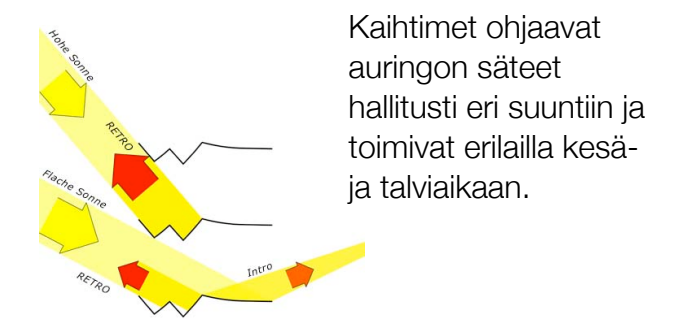 Hohe Sonne
RETRO
Flache Sonne
RETRO
Intro
Kaihtimet ohjaavat
auringon säteet
hallitusti eri suuntiin ja
toimivat erilailla kesä-
ja talviaikaan.